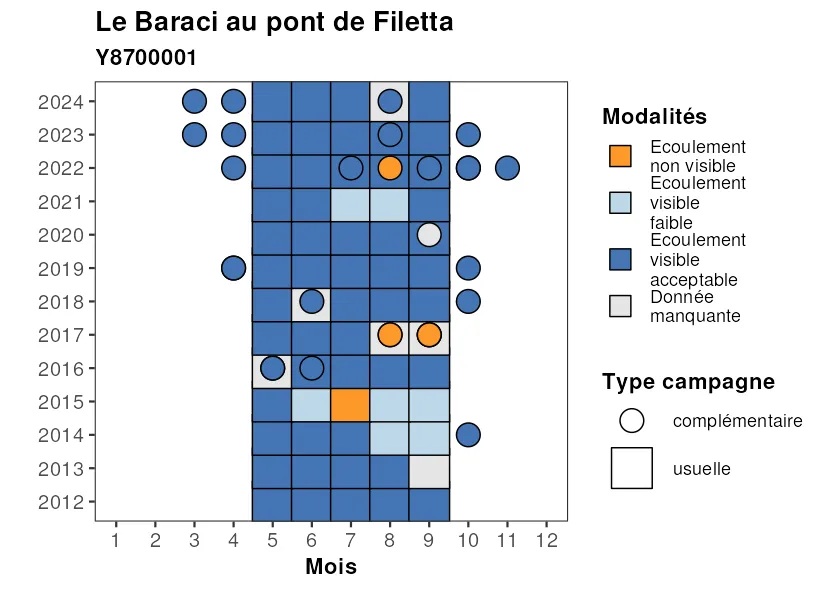 Le Baraci au pont de Filetta
Y8700001
2024
2023
2022
2021
2020
2019
2018
2017
2016
2015
2014
2013
2012
1 2 3 4 5 6 7 8 9 10 11 12
Mois
Modalités
Ecoulement
non visible
Ecoulement
visible
faible
Ecoulement
visible
acceptable
Donnée
manquante
Type campagne
complémentaire
usuelle